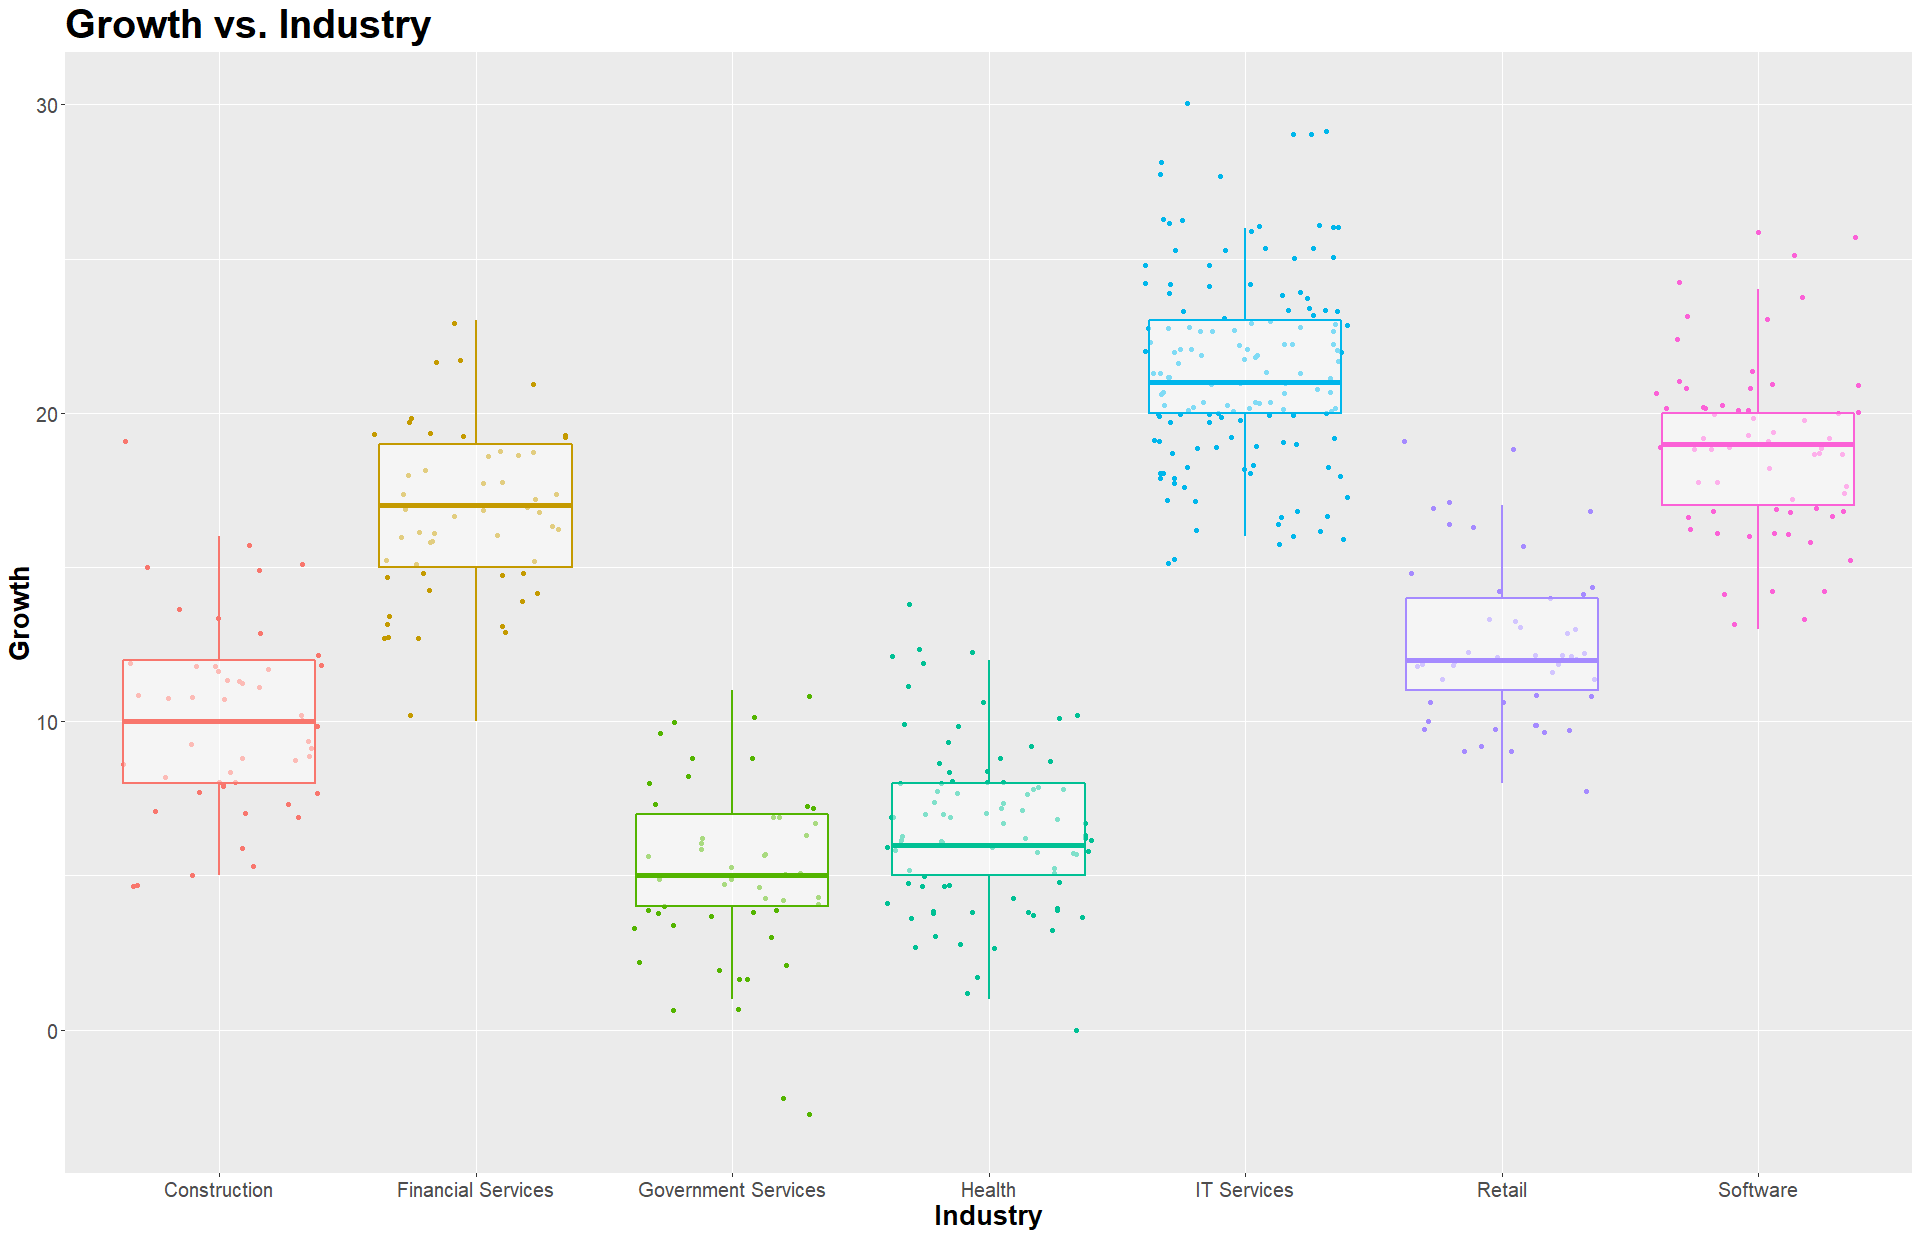 Growth vs. Industry
30
20
10
0
Growth
Construction
Financial Services
Government Services
Health
IT Services
Retail
Software
Industry